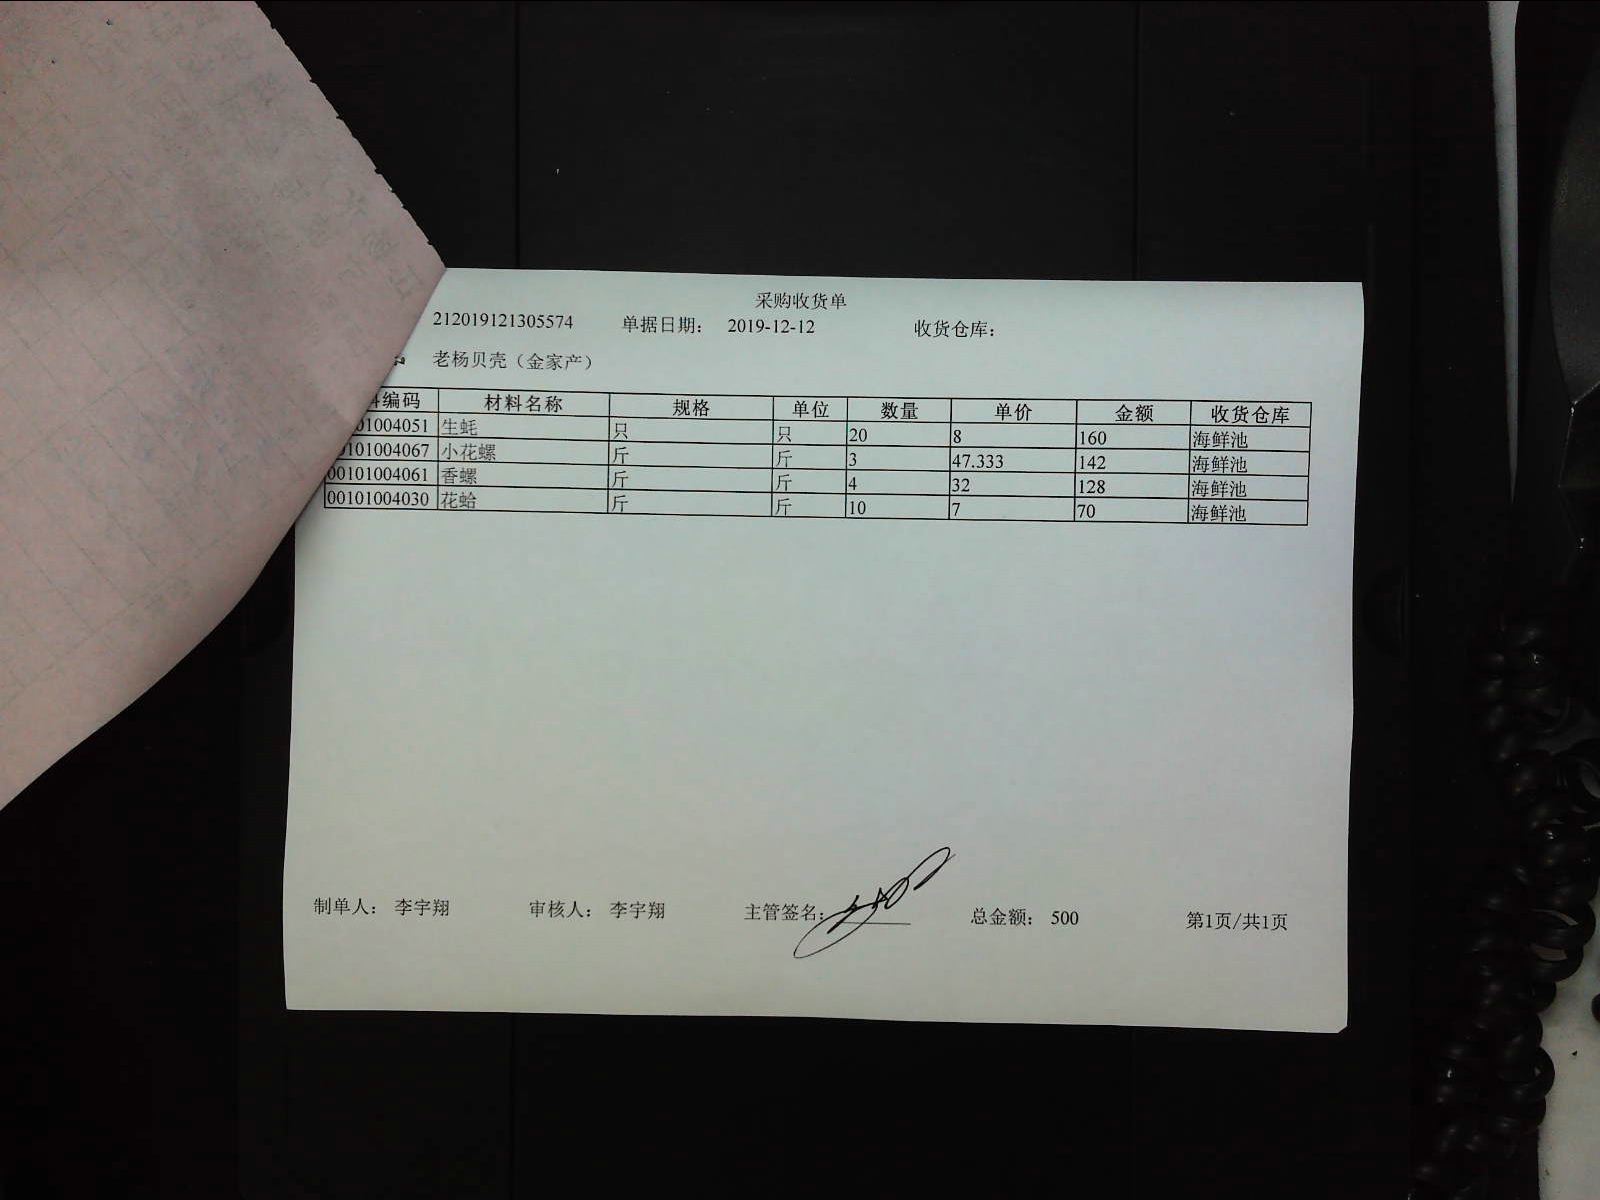 采购收货单
212019121305574 单据日期： 2019-12-12 收货仓库：
老杨贝壳（金家产）
编码 材料名称 规格 单位 数量 单价 金额 收货仓库
01004051 生蚝 只 只 20 8 160 海鲜池
0101004067 小花螺 斤 斤 3 47.333 142 海鲜池
00101004061 香螺 斤 斤 4 32 128 海鲜池
00101004030 花蛤 斤 斤 10 7 70 海鲜池
制单人： 李宇翔 审核人： 李宇翔 主管签名： 总金额： 500 第1页/共1页